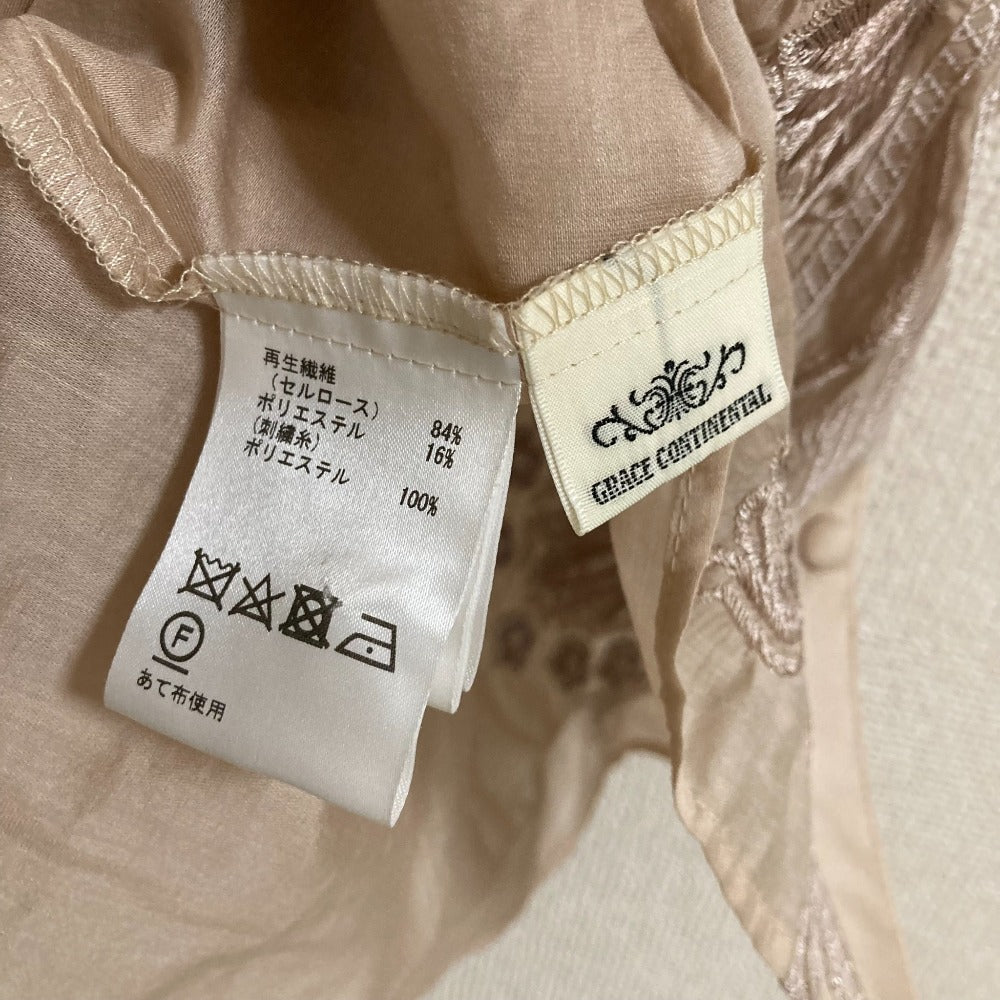 再生繊維
（セルロース） 84%
ポリエステル 16%
（刺繍糸）
ポリエステル 100%
F
あて布使用
GRACE CONTINENTAL